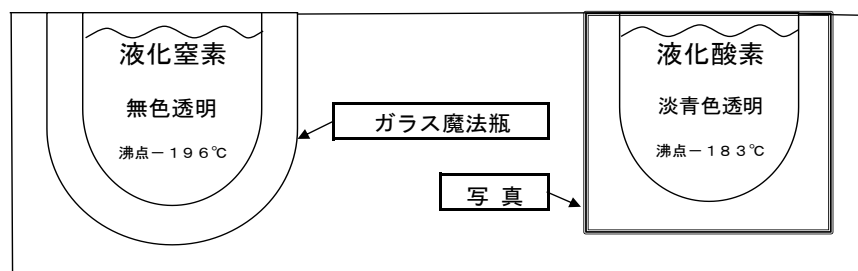 液化窒素
無色透明
沸点－１９６℃
ガラス魔法瓶
液化酸素
淡青色透明
沸点－１８３℃
写 真